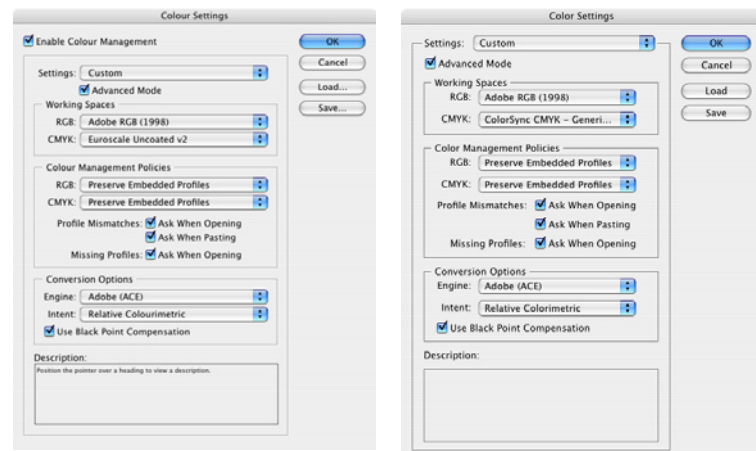 Colour Settings
Enable Colour Management
OK
Cancel
Load...
Save...
Settings: Custom
Advanced Mode
Working Spaces
RGB: Adobe RGB (1998)
CMYK: Euroscale Uncoated v2
Colour Management Policies
RGB: Preserve Embedded Profiles
CMYK: Preserve Embedded Profiles
Profile Mismatches: Ask When Opening
Ask When Pasting
Missing Profiles: Ask When Opening
Conversion Options
Engine: Adobe (ACE)
Intent: Relative Colourimetric
Use Black Point Compensation
Description:
Position the pointer over a heading to view a description.
Color Settings
Settings: Custom
OK
Cancel
Load
Save
Advanced Mode
Working Spaces
RGB: Adobe RGB (1998)
CMYK: ColorSync CMYK - Generi...
Color Management Policies
RGB: Preserve Embedded Profiles
CMYK: Preserve Embedded Profiles
Profile Mismatches: Ask When Opening
Ask When Pasting
Missing Profiles: Ask When Opening
Conversion Options
Engine: Adobe (ACE)
Intent: Relative Colorimetric
Use Black Point Compensation
Description: